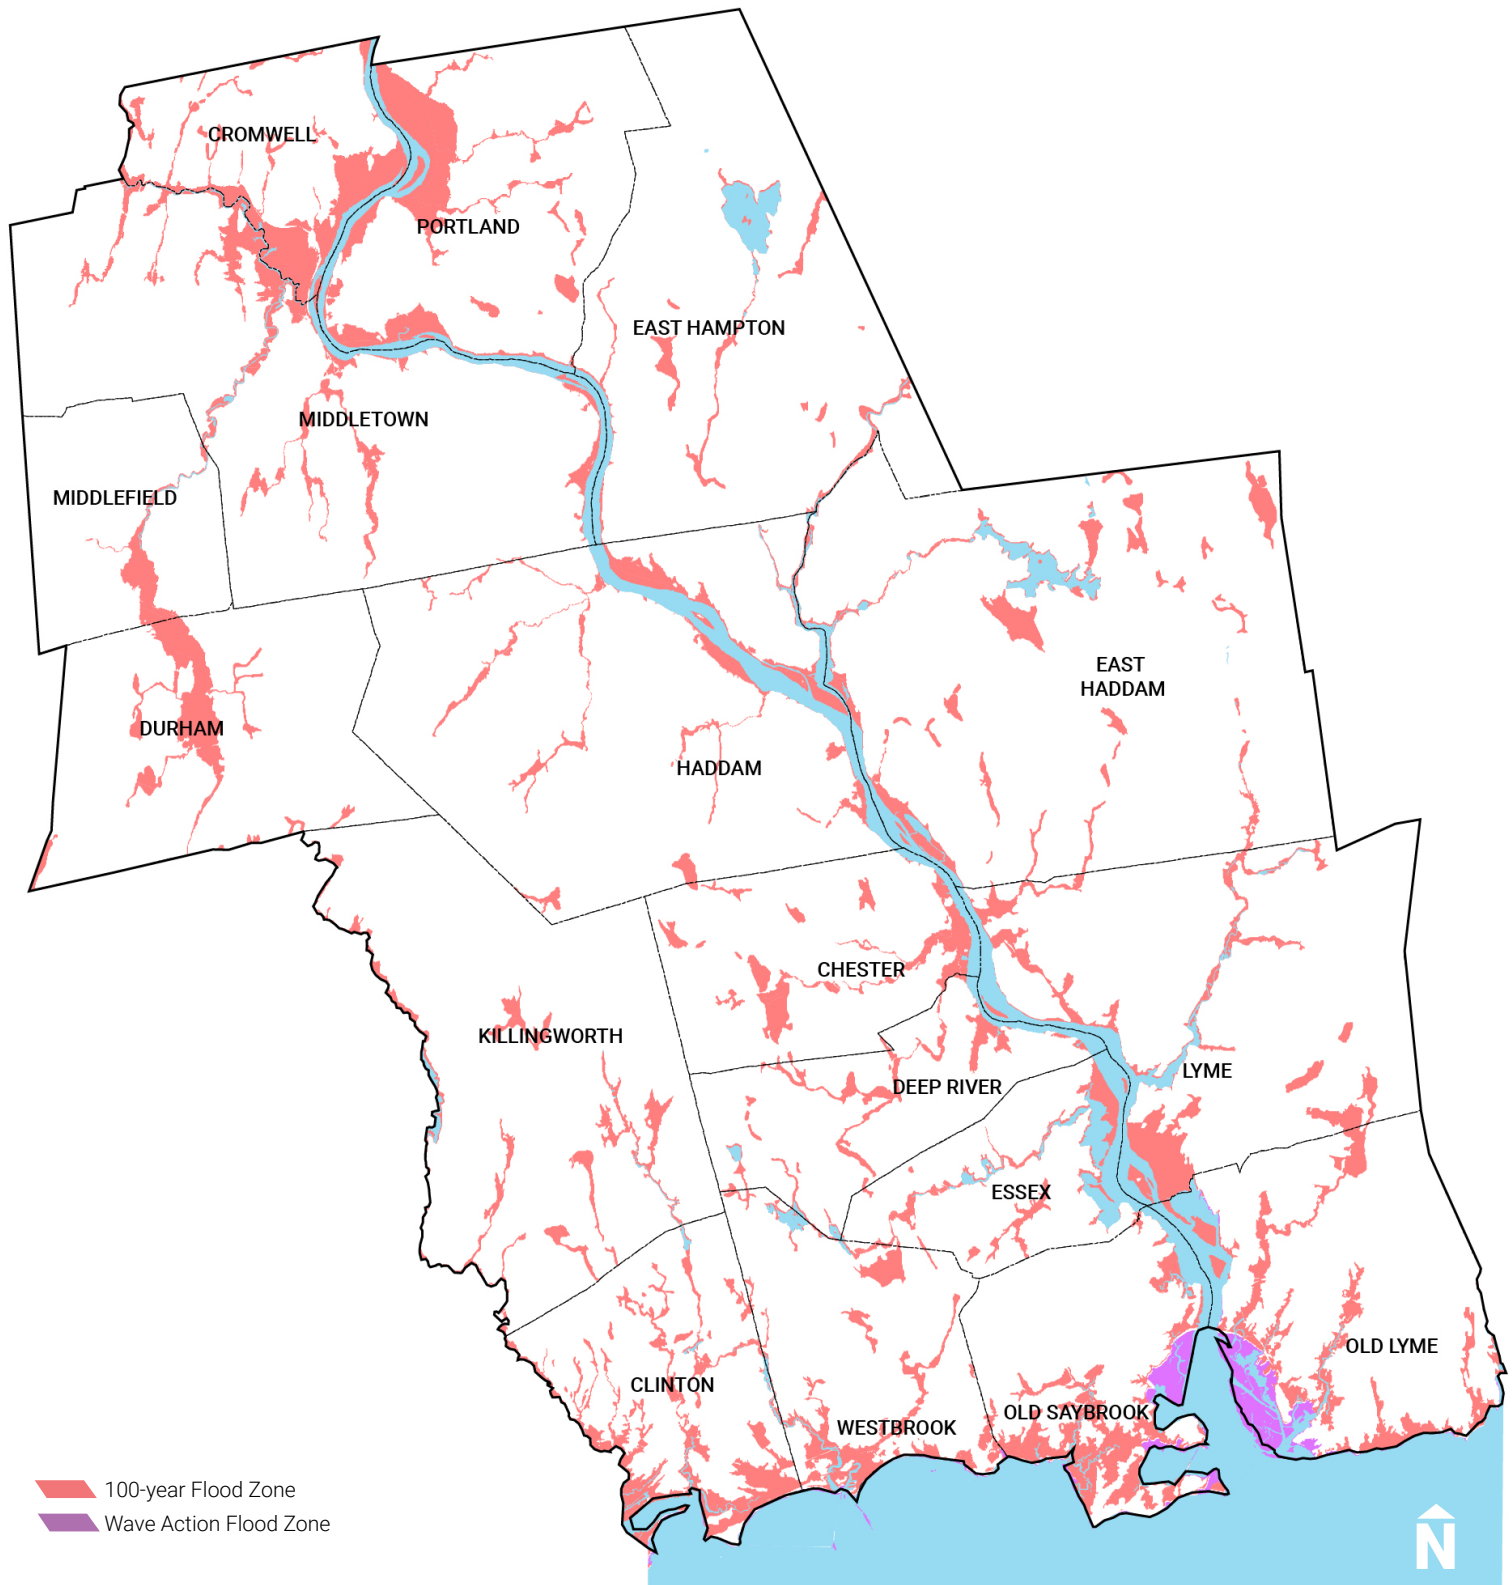 CROMWELL
PORTLAND
EAST HAMPTON
MIDDLETOWN
MIDDLEFIELD
EAST
HADDAM
DURHAM
HADDAM
CHESTER
KILLINGWORTH
LYME
DEEP RIVER
ESSEX
OLD LYME
CLINTON
OLD SAYBROOK
WESTBROOK
100-year Flood Zone
Wave Action Flood Zone
N